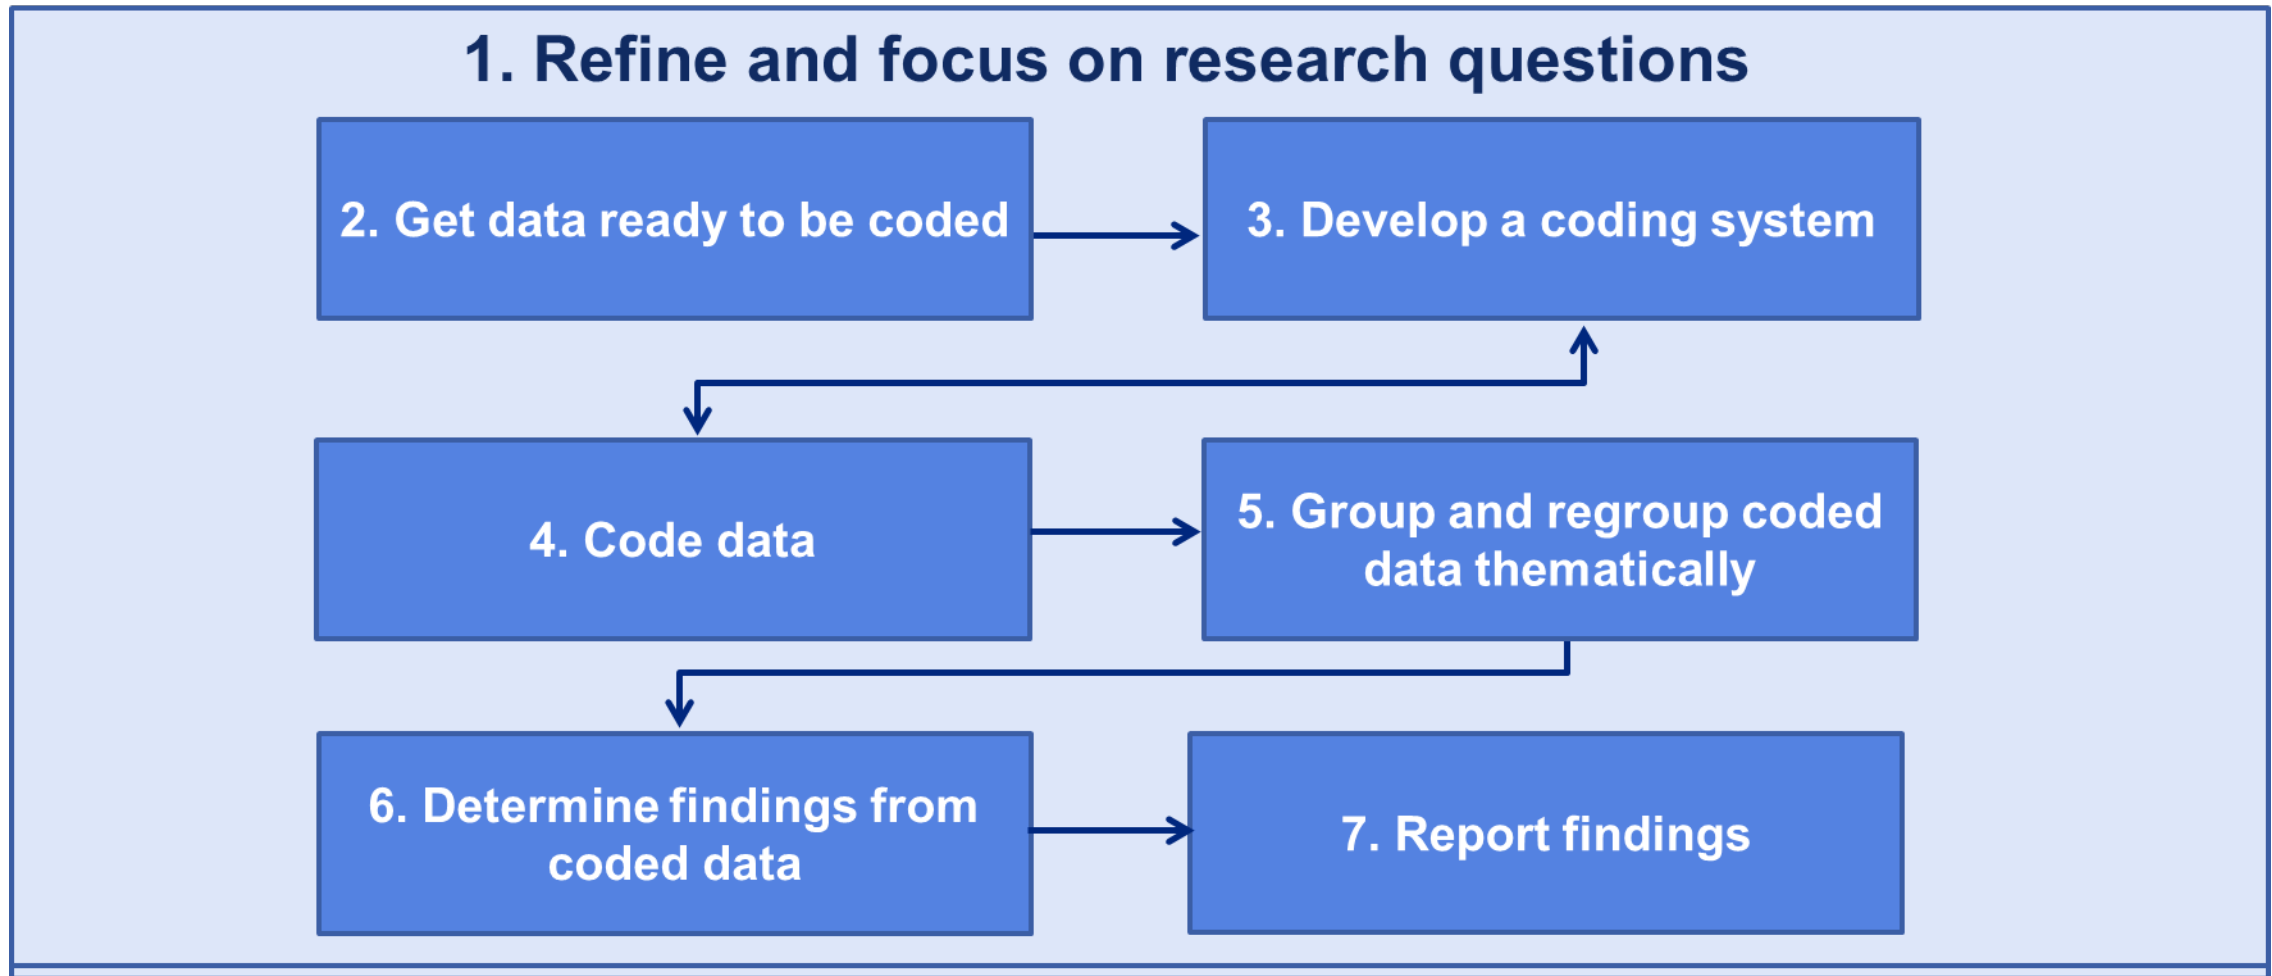 1. Refine and focus on research questions
2. Get data ready to be coded
3. Develop a coding system
4. Code data
5. Group and regroup coded
data thematically
6. Determine findings from
coded data
7. Report findings